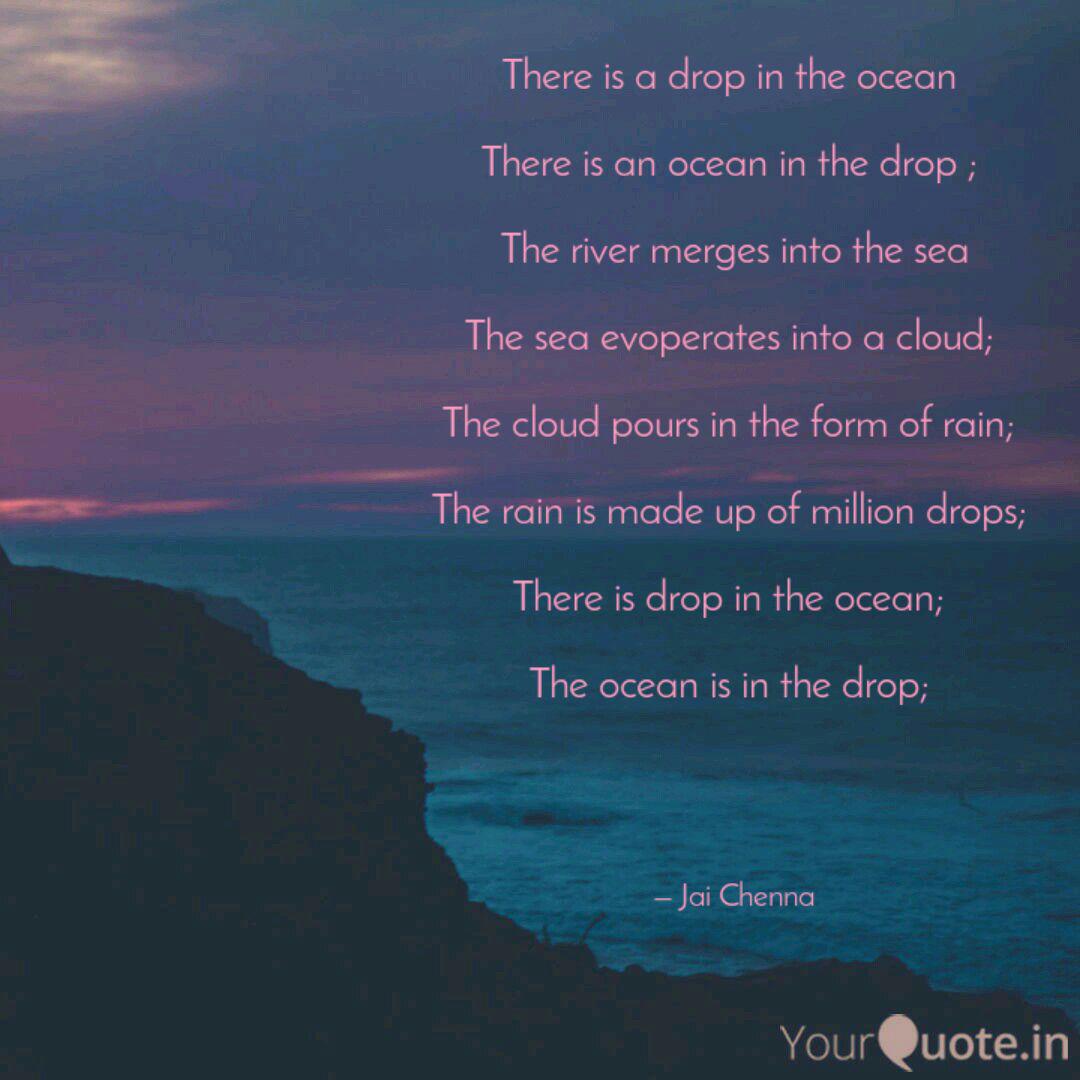 There is a drop in the ocean
There is an ocean in the drop ;
The river merges into the sea
The sea evoperates into a cloud;
The cloud pours in the form of rain;
The rain is made up of million drops;
There is drop in the ocean;
The ocean is in the drop;
– Jai Chenna
YourQuote.in